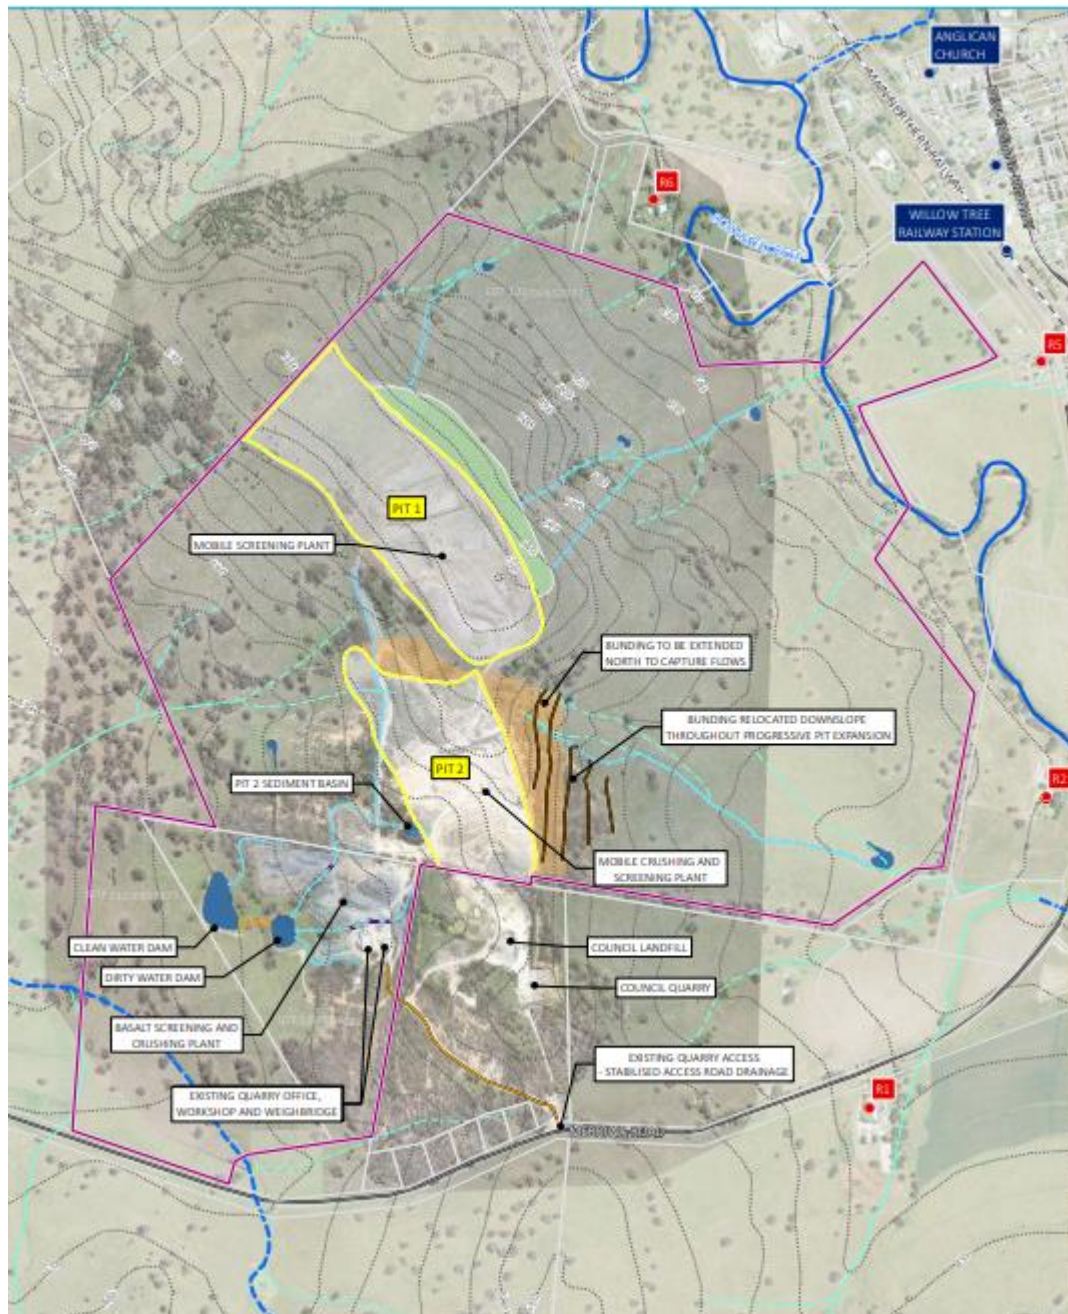 ANGLICAN
CHURCH
MAIN NORTHERN RAILWAY
R6
WILLOW TREE
RAILWAY STATION
R5
PIT 1
MOBILE SCREENING PLANT
BUNDING TO BE EXTENDED
NORTH TO CAPTURE FLOWS
BUNDING RELOCATED DOWNSLOPE
THROUGHOUT PROGRESSIVE PIT EXPANSION
PIT 2
PIT 2 SEDIMENT BASIN
R2
MOBILE CRUSHING AND
SCREENING PLANT
CLEAN WATER DAM
COUNCIL LANDFILL
DIRTY WATER DAM
COUNCIL QUARRY
BASALT SCREENING AND
CRUSHING PLANT
EXISTING QUARRY ACCESS
- STABILISED ACCESS ROAD DRAINAGE
EXISTING QUARRY OFFICE,
WORKSHOP AND WEIGHBRIDGE
R1
MERRIWA ROAD